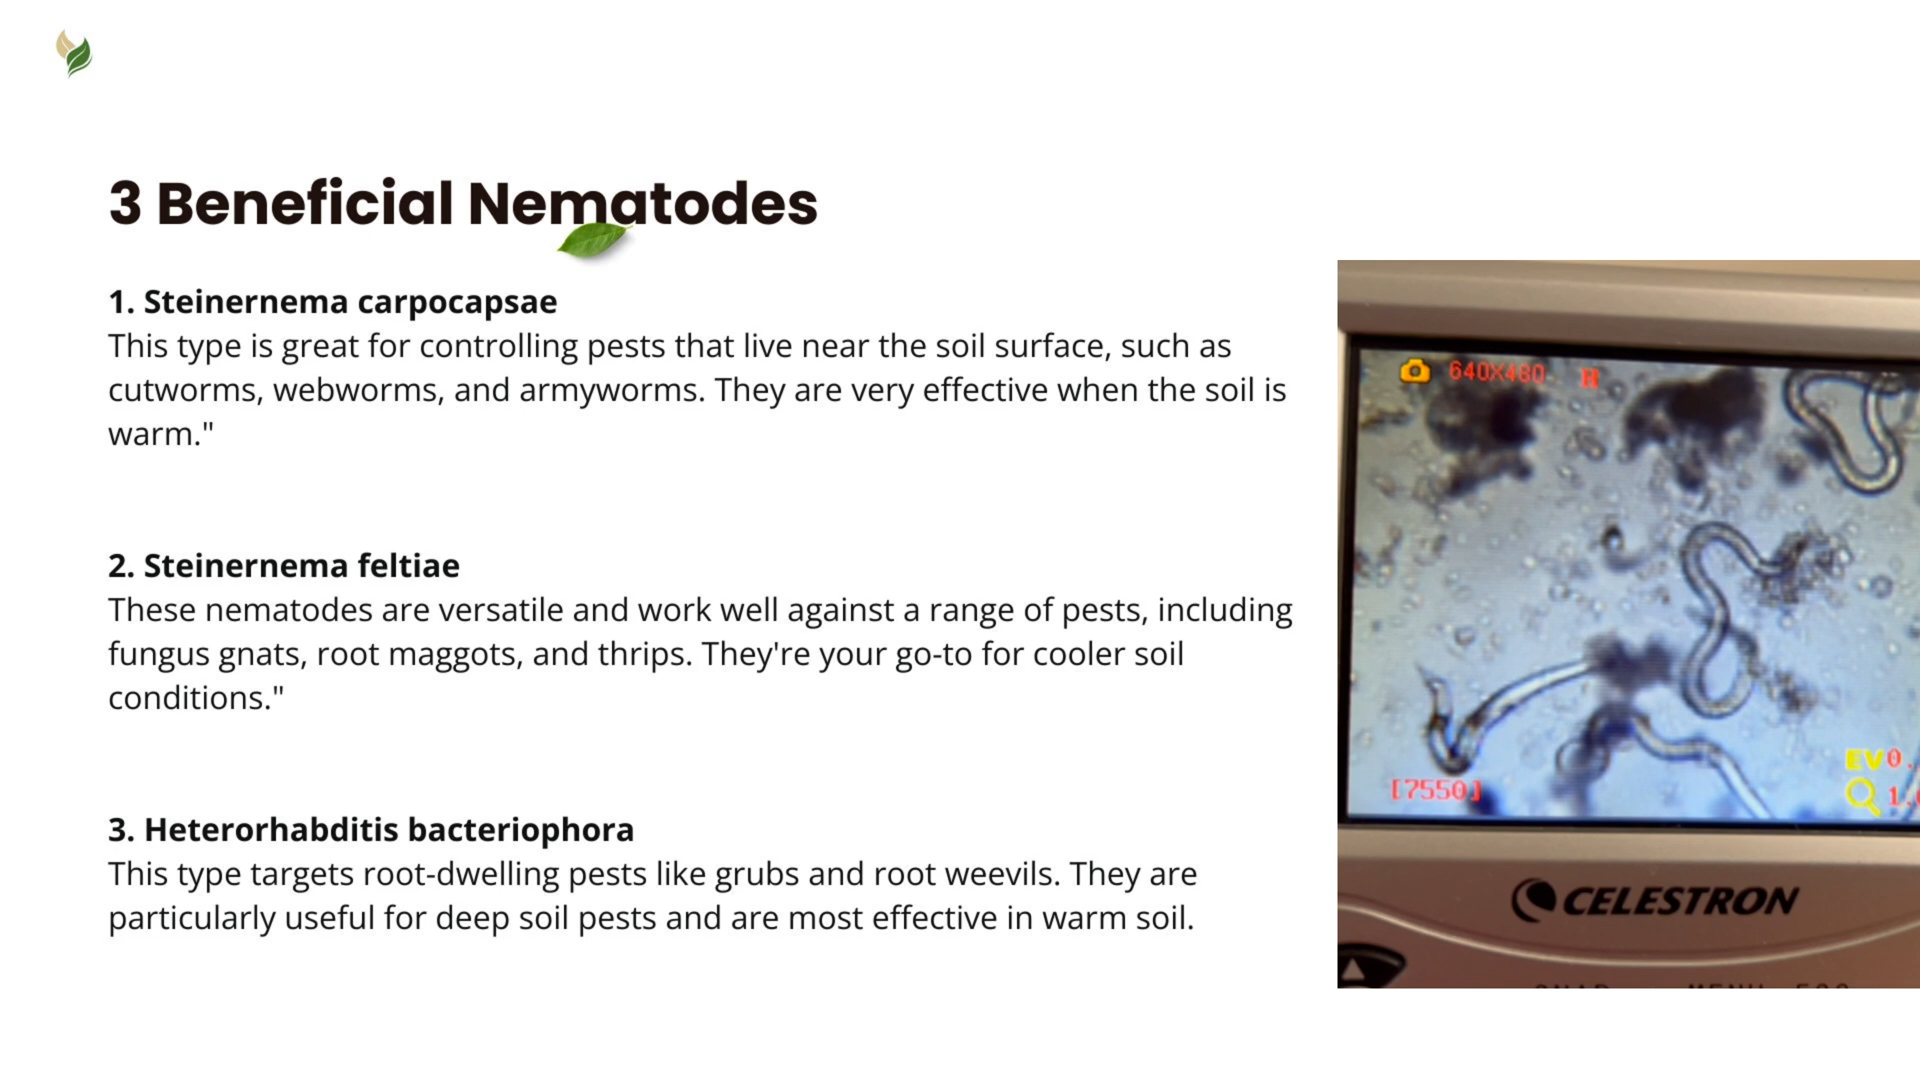 3 Beneficial Nematodes
1. Steinernema carpocapsae
This type is great for controlling pests that live near the soil surface, such as
cutworms, webworms, and armyworms. They are very effective when the soil is
warm."
2. Steinernema feltiae
These nematodes are versatile and work well against a range of pests, including
fungus gnats, root maggots, and thrips. They're your go-to for cooler soil
conditions."
3. Heterorhabditis bacteriophora
This type targets root-dwelling pests like grubs and root weevils. They are
particularly useful for deep soil pests and are most effective in warm soil.
640X480 H
EV0.
[7550]
1.
CELESTRON